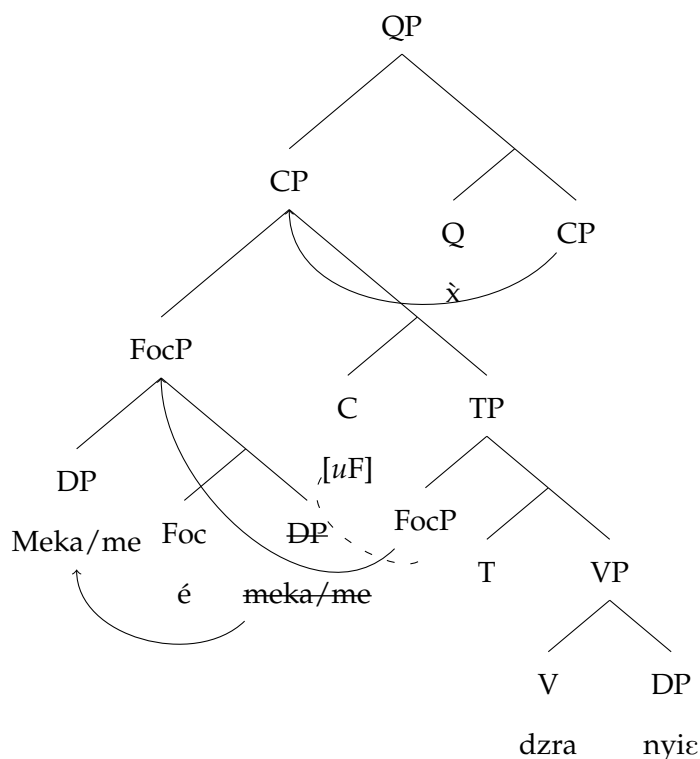 QP
CP
Q
CP
x̀
FocP
C
TP
DP
[uF]
Meka/me
Foc
DP
FocP
T
VP
é
meka/me
V
DP
dzra
nyiɛ